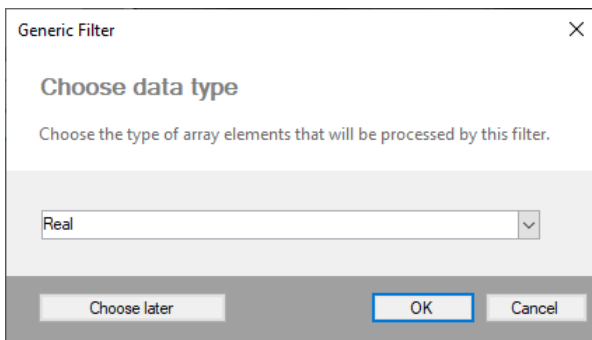 Generic Filter
Choose data type
Choose the type of array elements that will be processed by this filter.
Real
Choose later OK Cancel